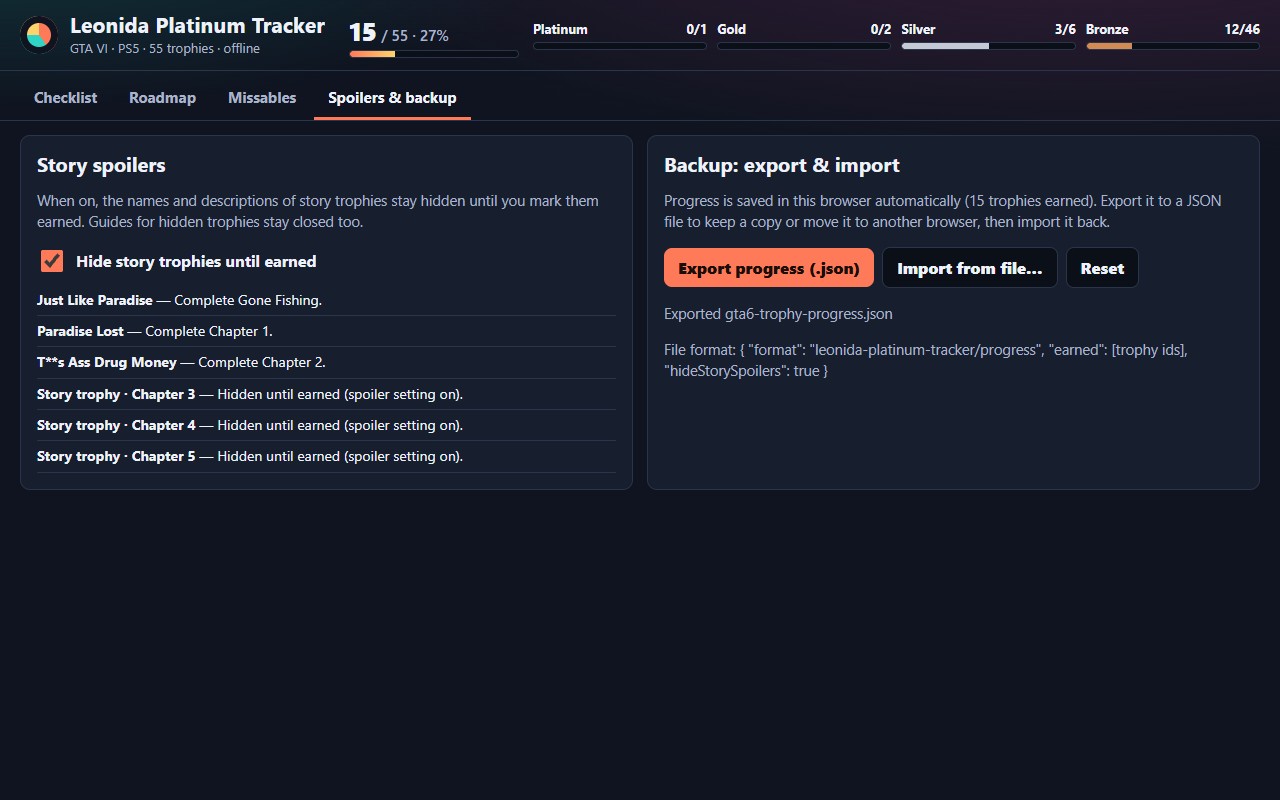 Leonida Platinum Tracker
GTA VI · PS5 · 55 trophies · offline
15 / 55 · 27%
Platinum 0/1
Gold 0/2
Silver 3/6
Bronze 12/46
Checklist
Roadmap
Missables
Spoilers & backup
Story spoilers
When on, the names and descriptions of story trophies stay hidden until you mark them
earned. Guides for hidden trophies stay closed too.
Hide story trophies until earned
Just Like Paradise — Complete Gone Fishing.
Paradise Lost — Complete Chapter 1.
T**s Ass Drug Money — Complete Chapter 2.
Story trophy · Chapter 3 — Hidden until earned (spoiler setting on).
Story trophy · Chapter 4 — Hidden until earned (spoiler setting on).
Story trophy · Chapter 5 — Hidden until earned (spoiler setting on).
Backup: export & import
Progress is saved in this browser automatically (15 trophies earned). Export it to a JSON
file to keep a copy or move it to another browser, then import it back.
Export progress (.json)
Import from file...
Reset
Exported gta6-trophy-progress.json
File format: { "format": "leonida-platinum-tracker/progress", "earned": [trophy ids],
"hideStorySpoilers": true }